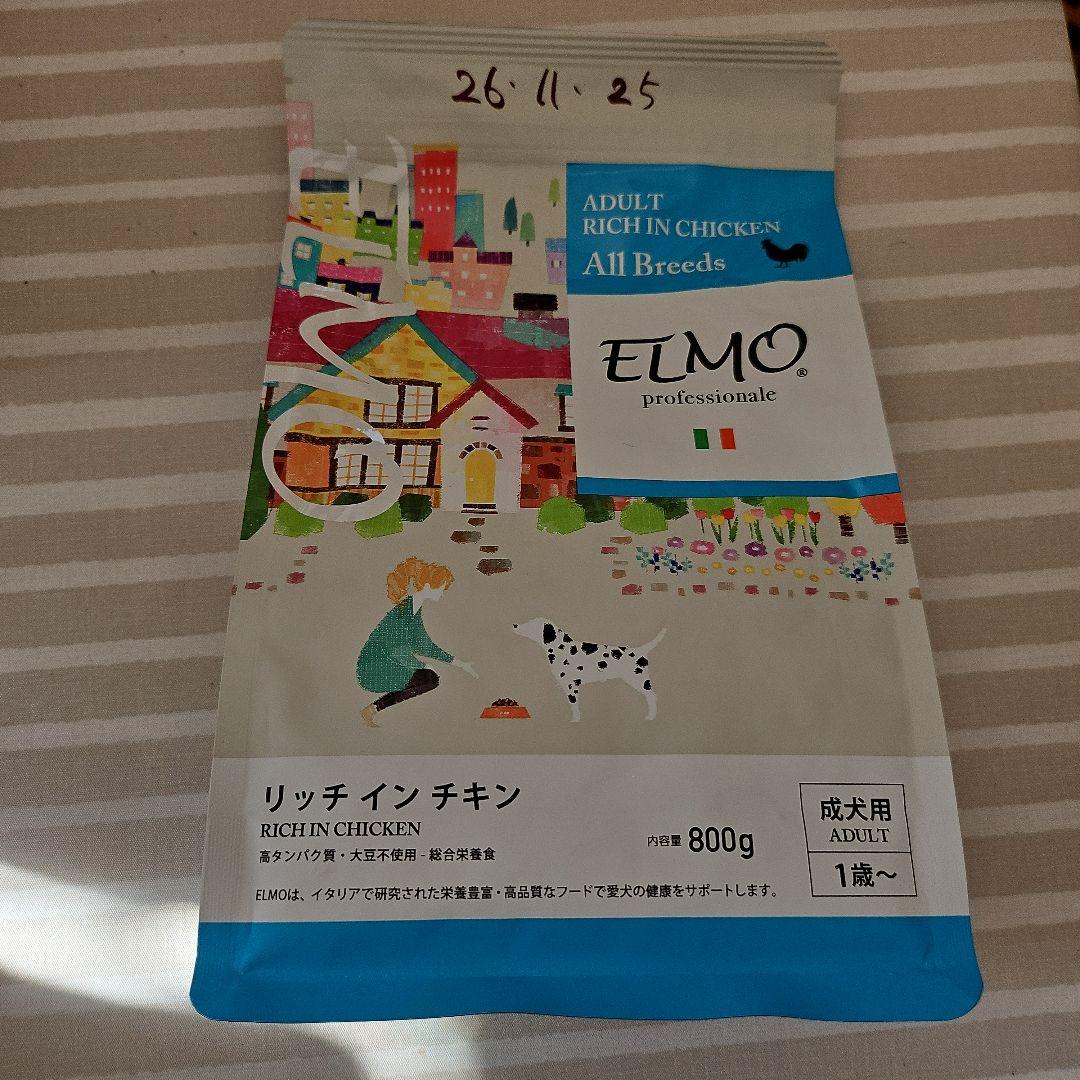 26.11.25
ELMO
ADULT
RICH IN CHICKEN
All Breeds
ELMO®
professionale
リッチ イン チキン
RICH IN CHICKEN
高タンパク質・大豆不使用 - 総合栄養食
内容量 800g
成犬用
ADULT
1歳～
ELMOは、イタリアで研究された栄養豊富・高品質なフードで愛犬の健康をサポートします。